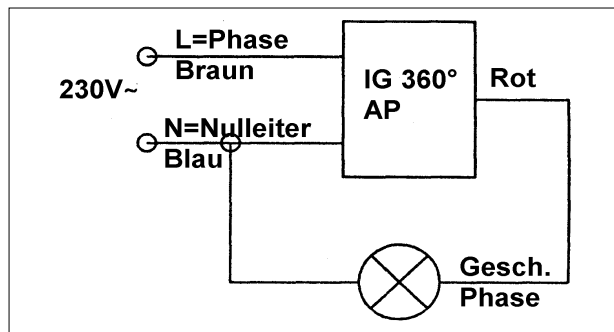 L=Phase
Braun
230V~
N=Nulleiter
Blau
IG 360°
AP
Rot
Gesch.
Phase